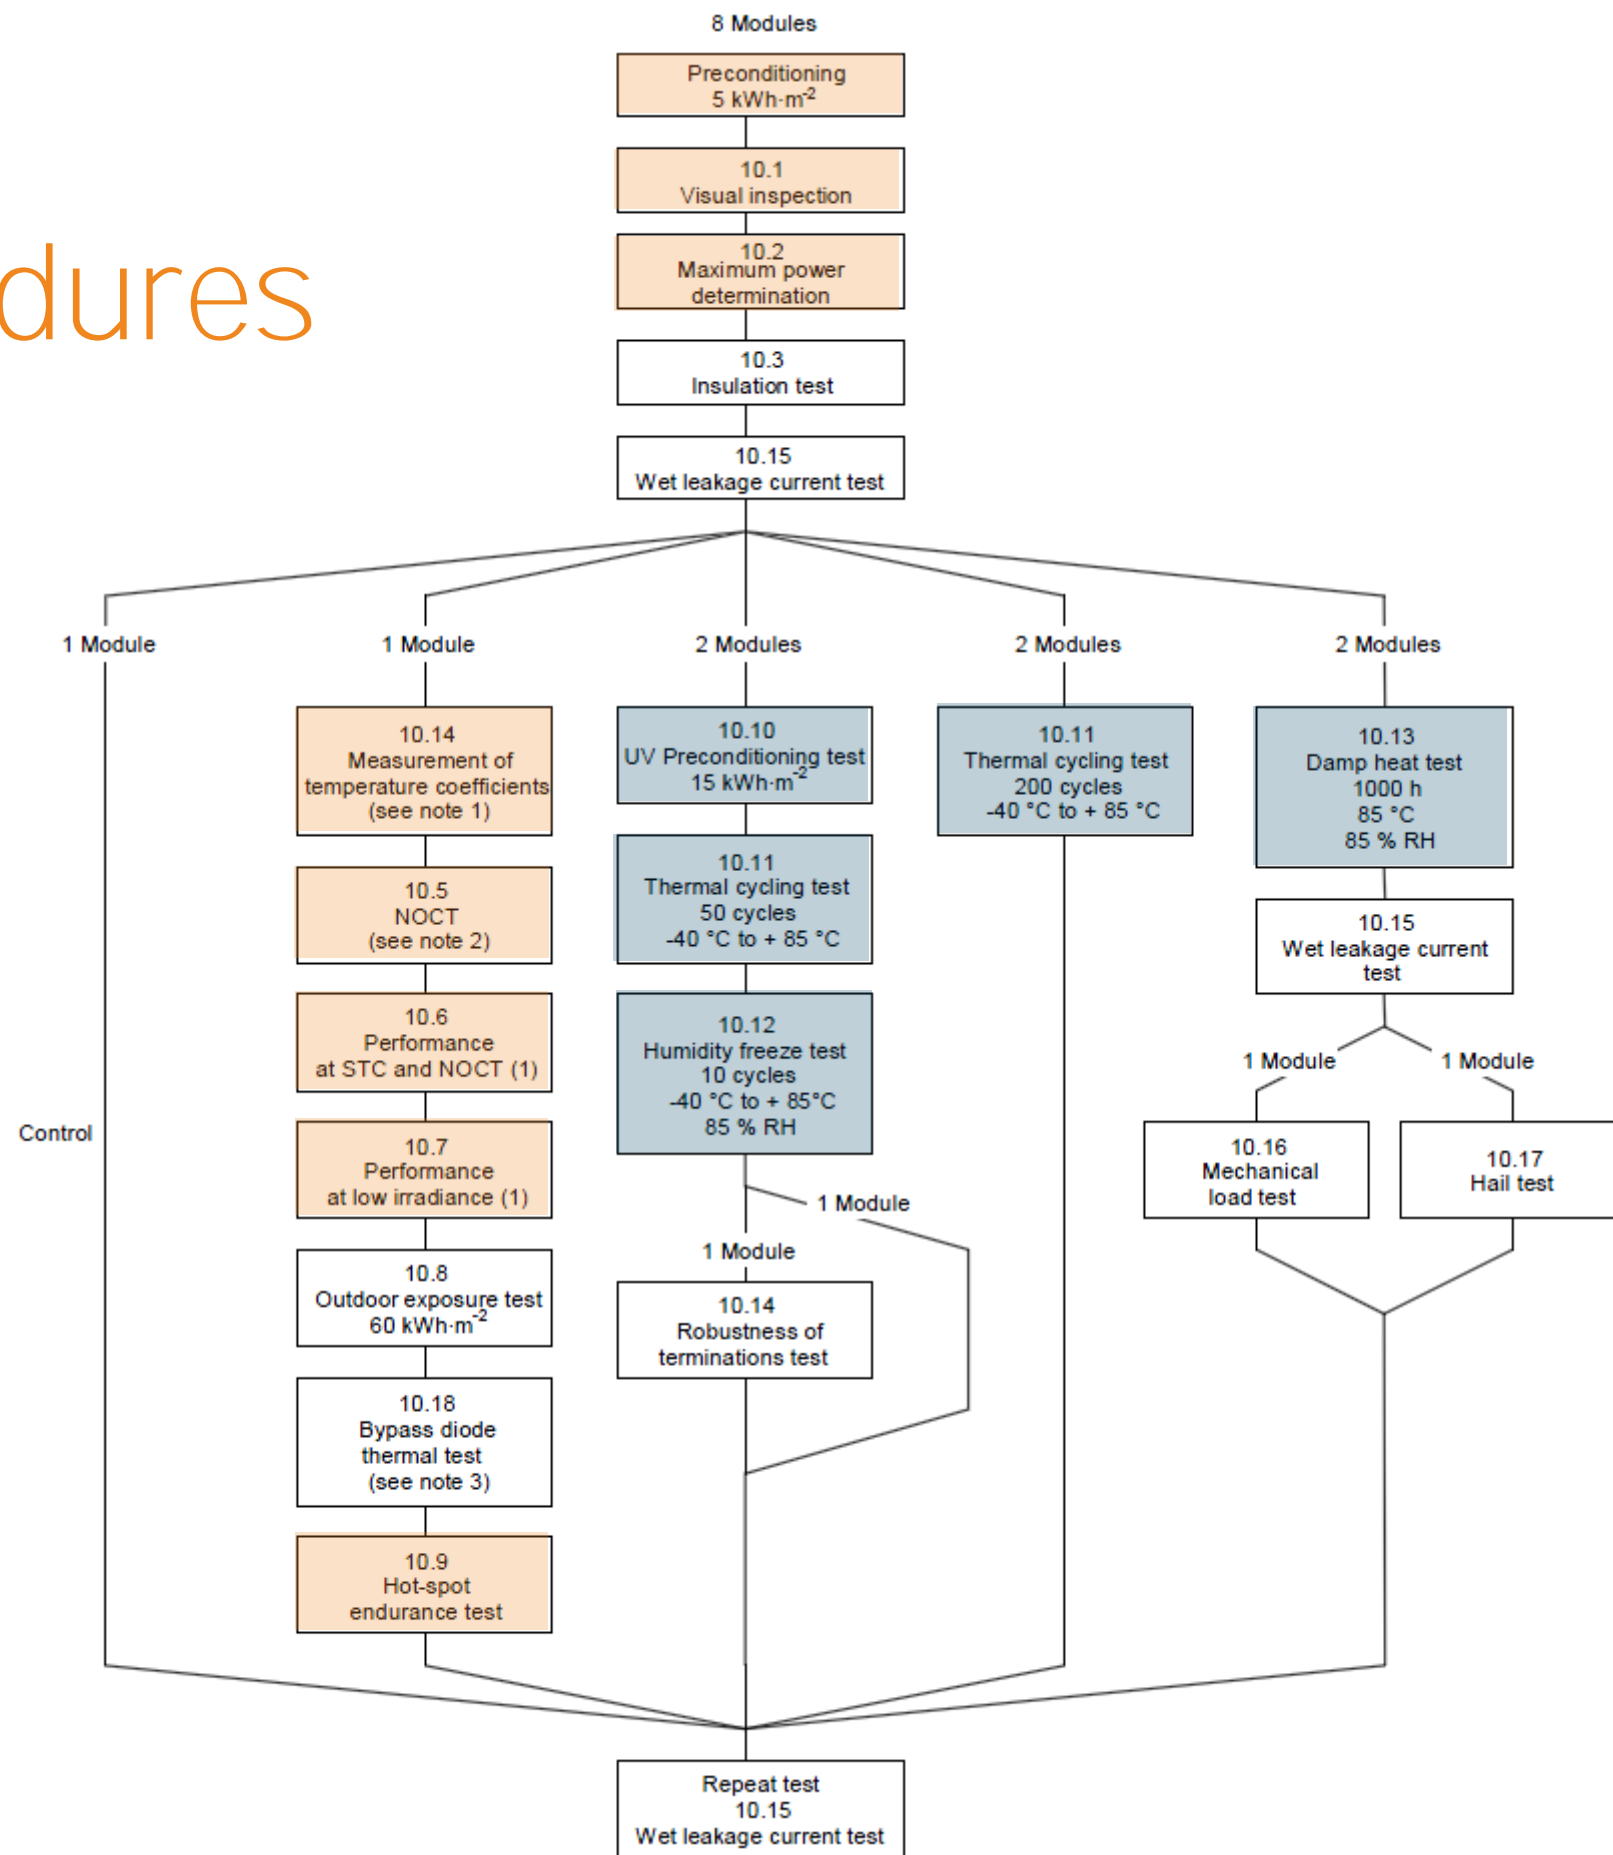 8 Modules
Preconditioning
5 kWh·m-2
10.1
Visual inspection
dures
10.2
Maximum power
determination
10.3
Insulation test
10.15
Wet leakage current test
1 Module
1 Module
2 Modules
2 Modules
2 Modules
10.14
Measurement of
temperature coefficients
(see note 1)
10.5
NOCT
(see note 2)
10.6
Performance
at STC and NOCT (1)
10.7
Performance
at low irradiance (1)
10.8
Outdoor exposure test
60 kWh·m-2
10.18
Bypass diode
thermal test
(see note 3)
10.9
Hot-spot
endurance test
10.10
UV Preconditioning test
15 kWh·m-2
10.11
Thermal cycling test
50 cycles
-40 °C to + 85 °C
10.12
Humidity freeze test
10 cycles
-40 °C to + 85°C
85 % RH
1 Module
1 Module
10.14
Robustness of
terminations test
10.11
Thermal cycling test
200 cycles
-40 °C to + 85 °C
10.13
Damp heat test
1000 h
85 °C
85 % RH
10.15
Wet leakage current
test
1 Module
1 Module
10.16
Mechanical
load test
10.17
Hail test
Control
Repeat test
10.15
Wet leakage current test